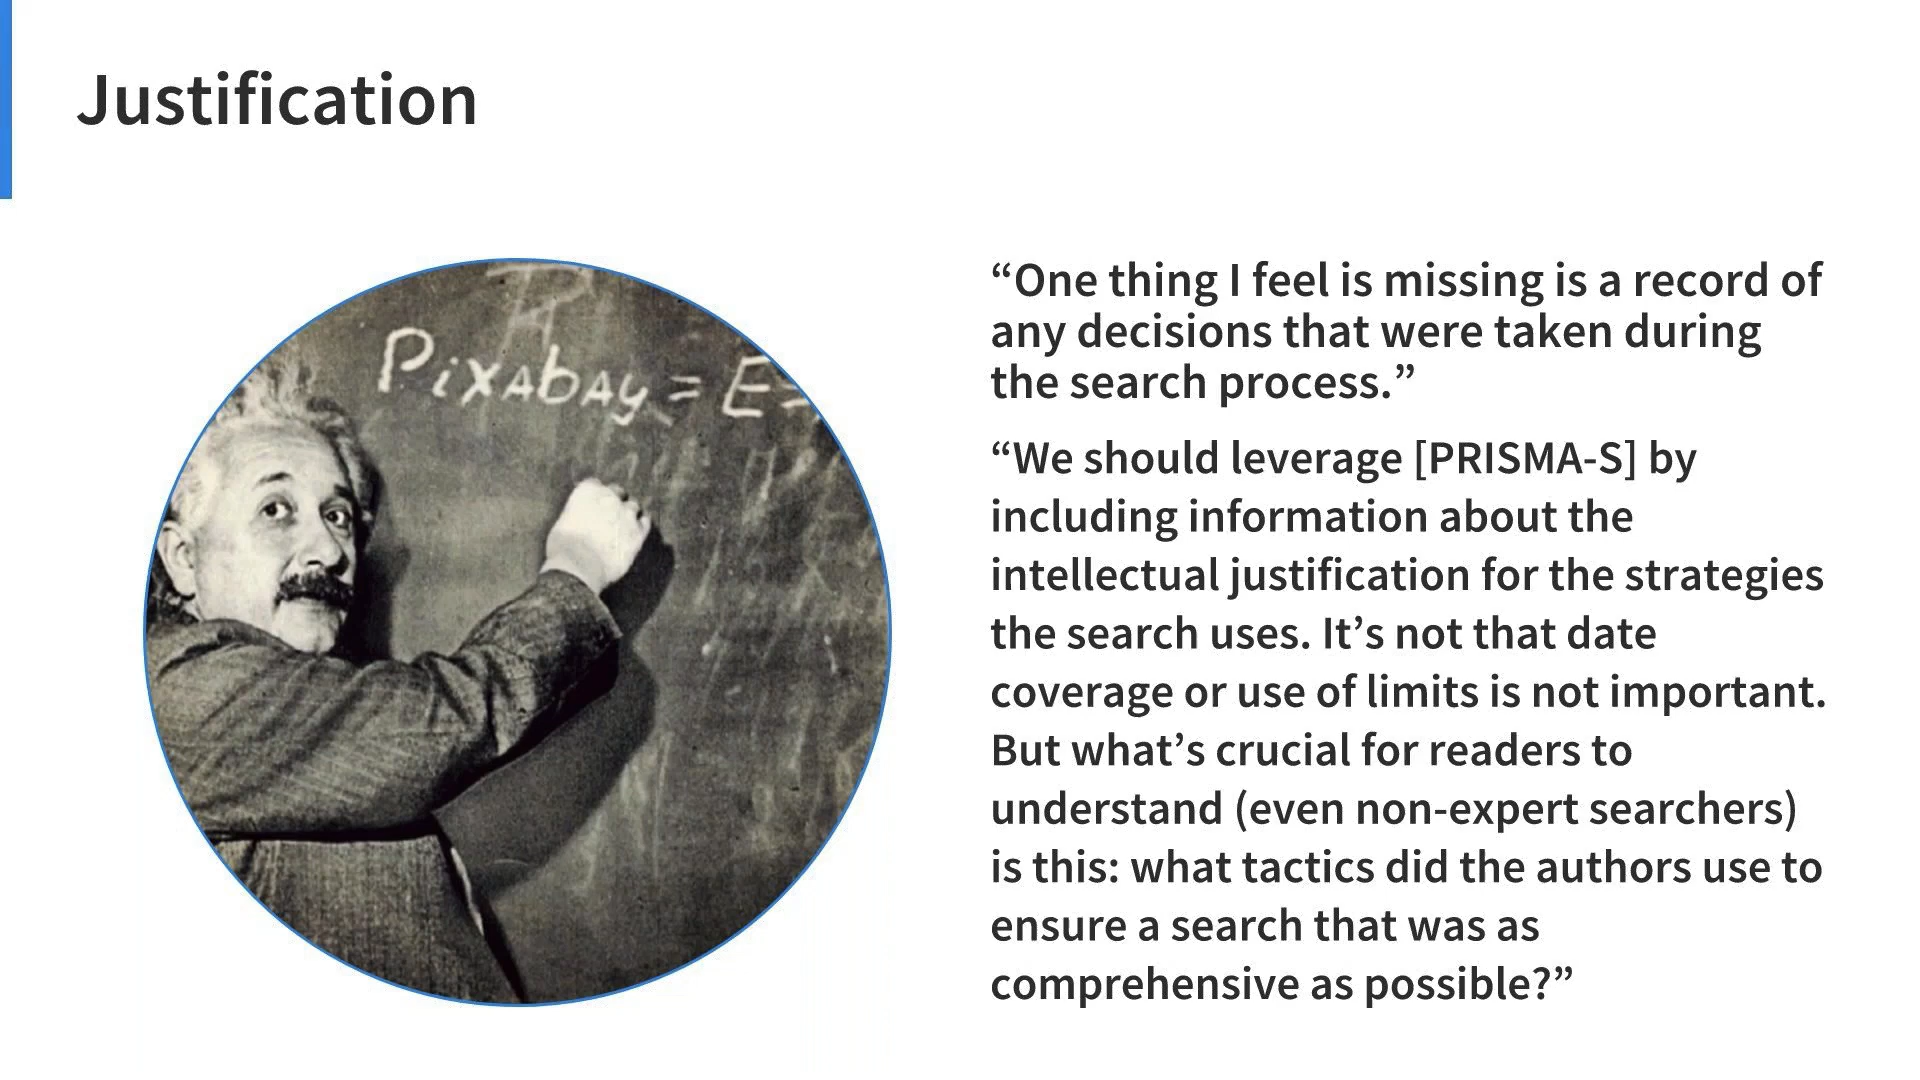 Justification
PixAbAy = E=
“One thing I feel is missing is a record of
any decisions that were taken during
the search process.”
“We should leverage [PRISMA-S] by
including information about the
intellectual justification for the strategies
the search uses. It’s not that date
coverage or use of limits is not important.
But what’s crucial for readers to
understand (even non-expert searchers)
is this: what tactics did the authors use to
ensure a search that was as
comprehensive as possible?”